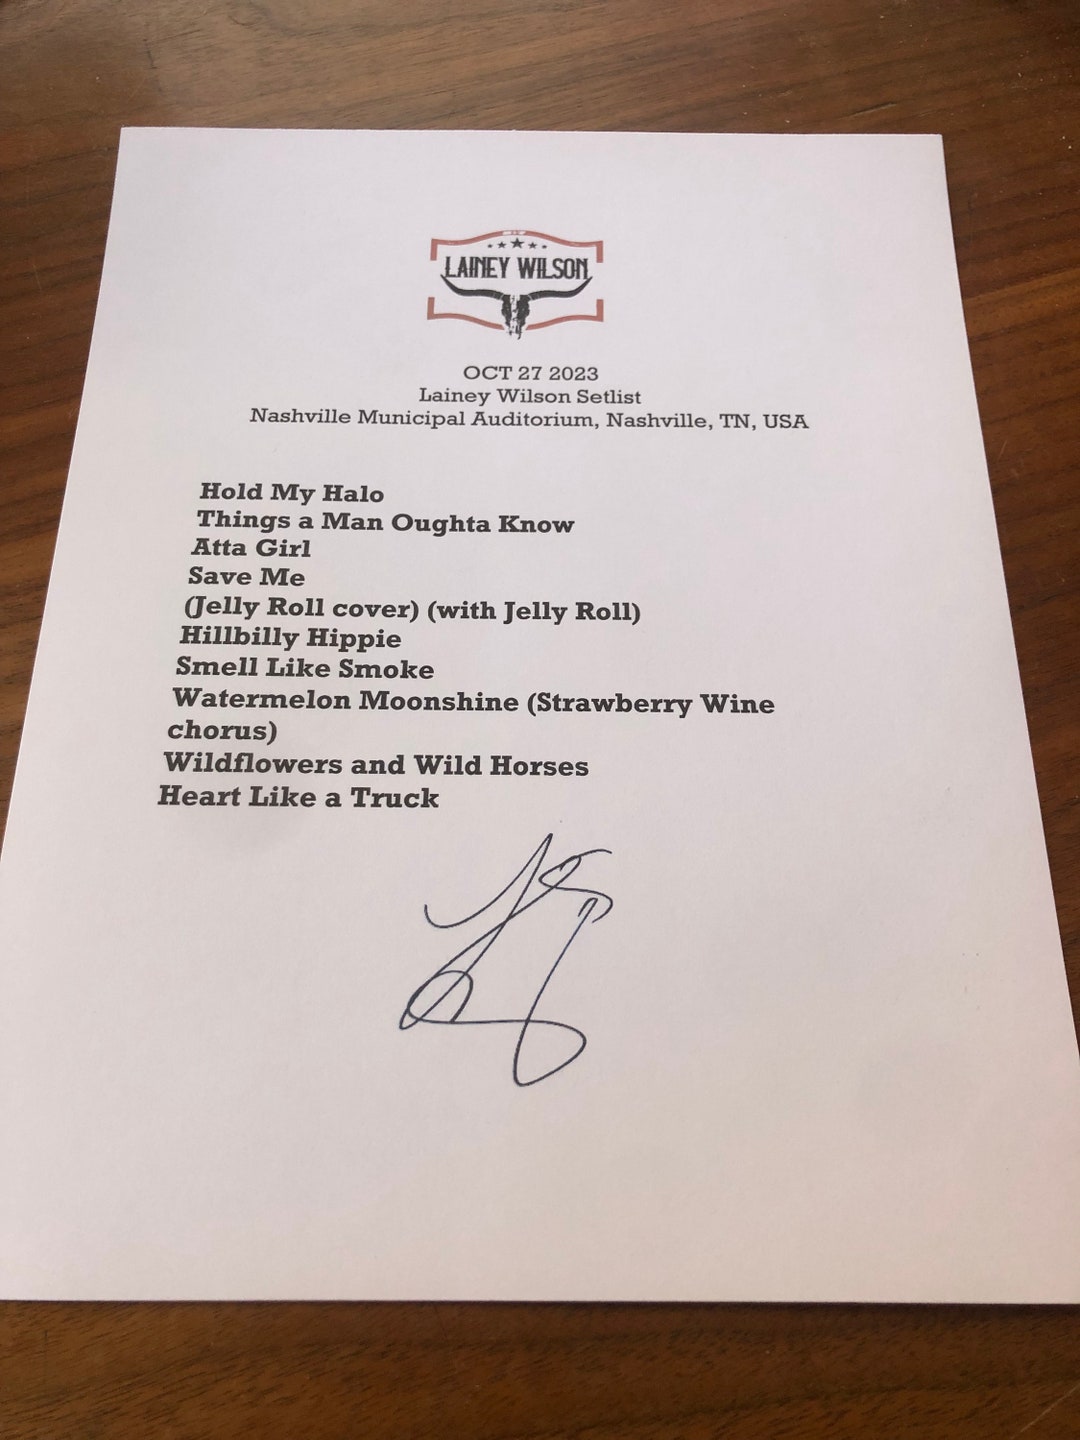 LAINEY WILSON
OCT 27 2023
Lainey Wilson Setlist
Nashville Municipal Auditorium, Nashville, TN, USA
Hold My Halo
Things a Man Oughta Know
Atta Girl
Save Me
(Jelly Roll cover) (with Jelly Roll)
Hillbilly Hippie
Smell Like Smoke
Watermelon Moonshine (Strawberry Wine
chorus)
Wildflowers and Wild Horses
Heart Like a Truck